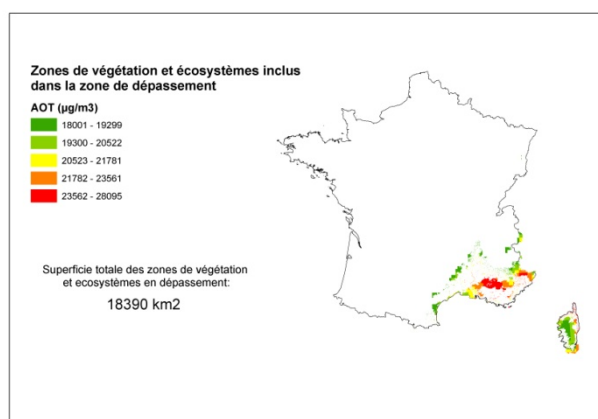 Zones de végétation et écosystèmes inclus
dans la zone de dépassement
AOT (µg/m3)
18001 - 19299
19300 - 20522
20523 - 21781
21782 - 23561
23562 - 28095
Superficie totale des zones de végétation
et ecosystèmes en dépassement:
18390 km2